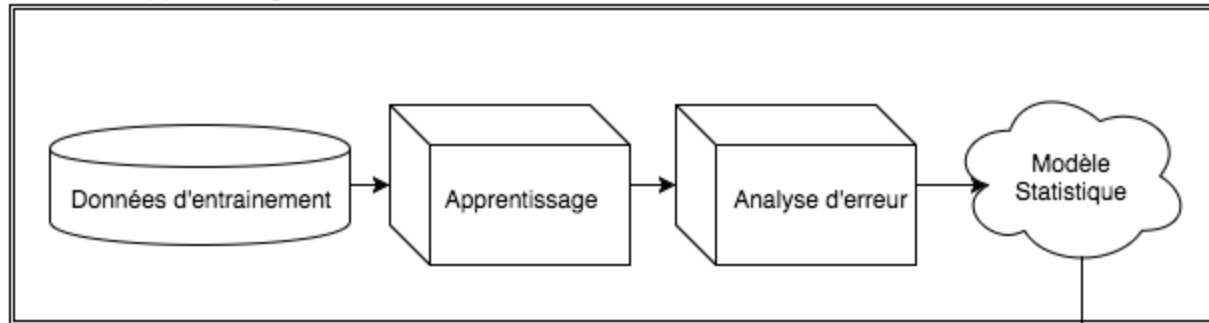 Données d'entrainement
Apprentissage
Analyse d'erreur
Modèle
Statistique